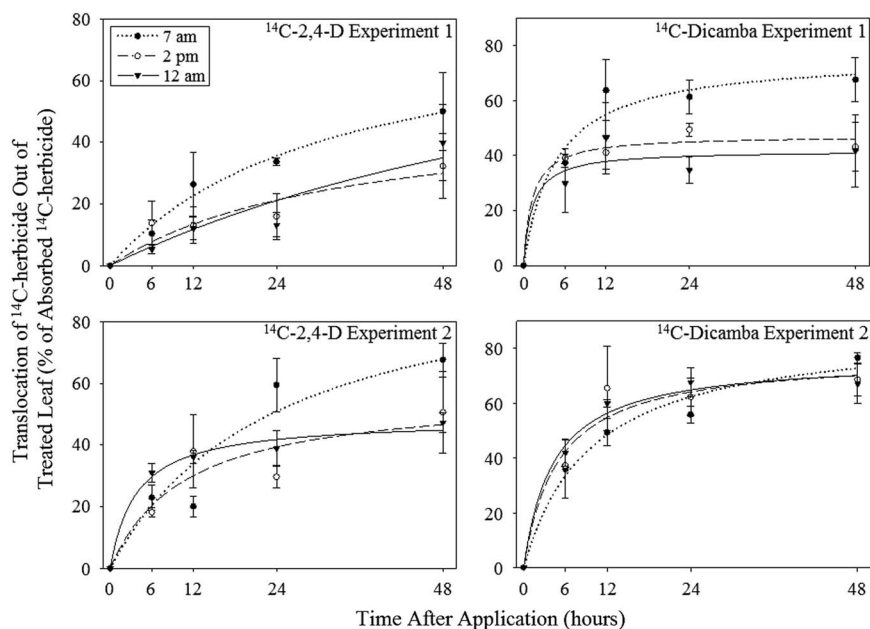 Translocation of ¹⁴C-herbicide Out of
Treated Leaf (% of Absorbed ¹⁴C-herbicide)
¹⁴C-2,4-D Experiment 1
7 am
2 pm
12 am
80
60
40
20
0
0 6 12 24 48
¹⁴C-Dicamba Experiment 1
80
60
40
20
0
0 6 12 24 48
¹⁴C-2,4-D Experiment 2
80
60
40
20
0
0 6 12 24 48
¹⁴C-Dicamba Experiment 2
80
60
40
20
0
0 6 12 24 48
Time After Application (hours)